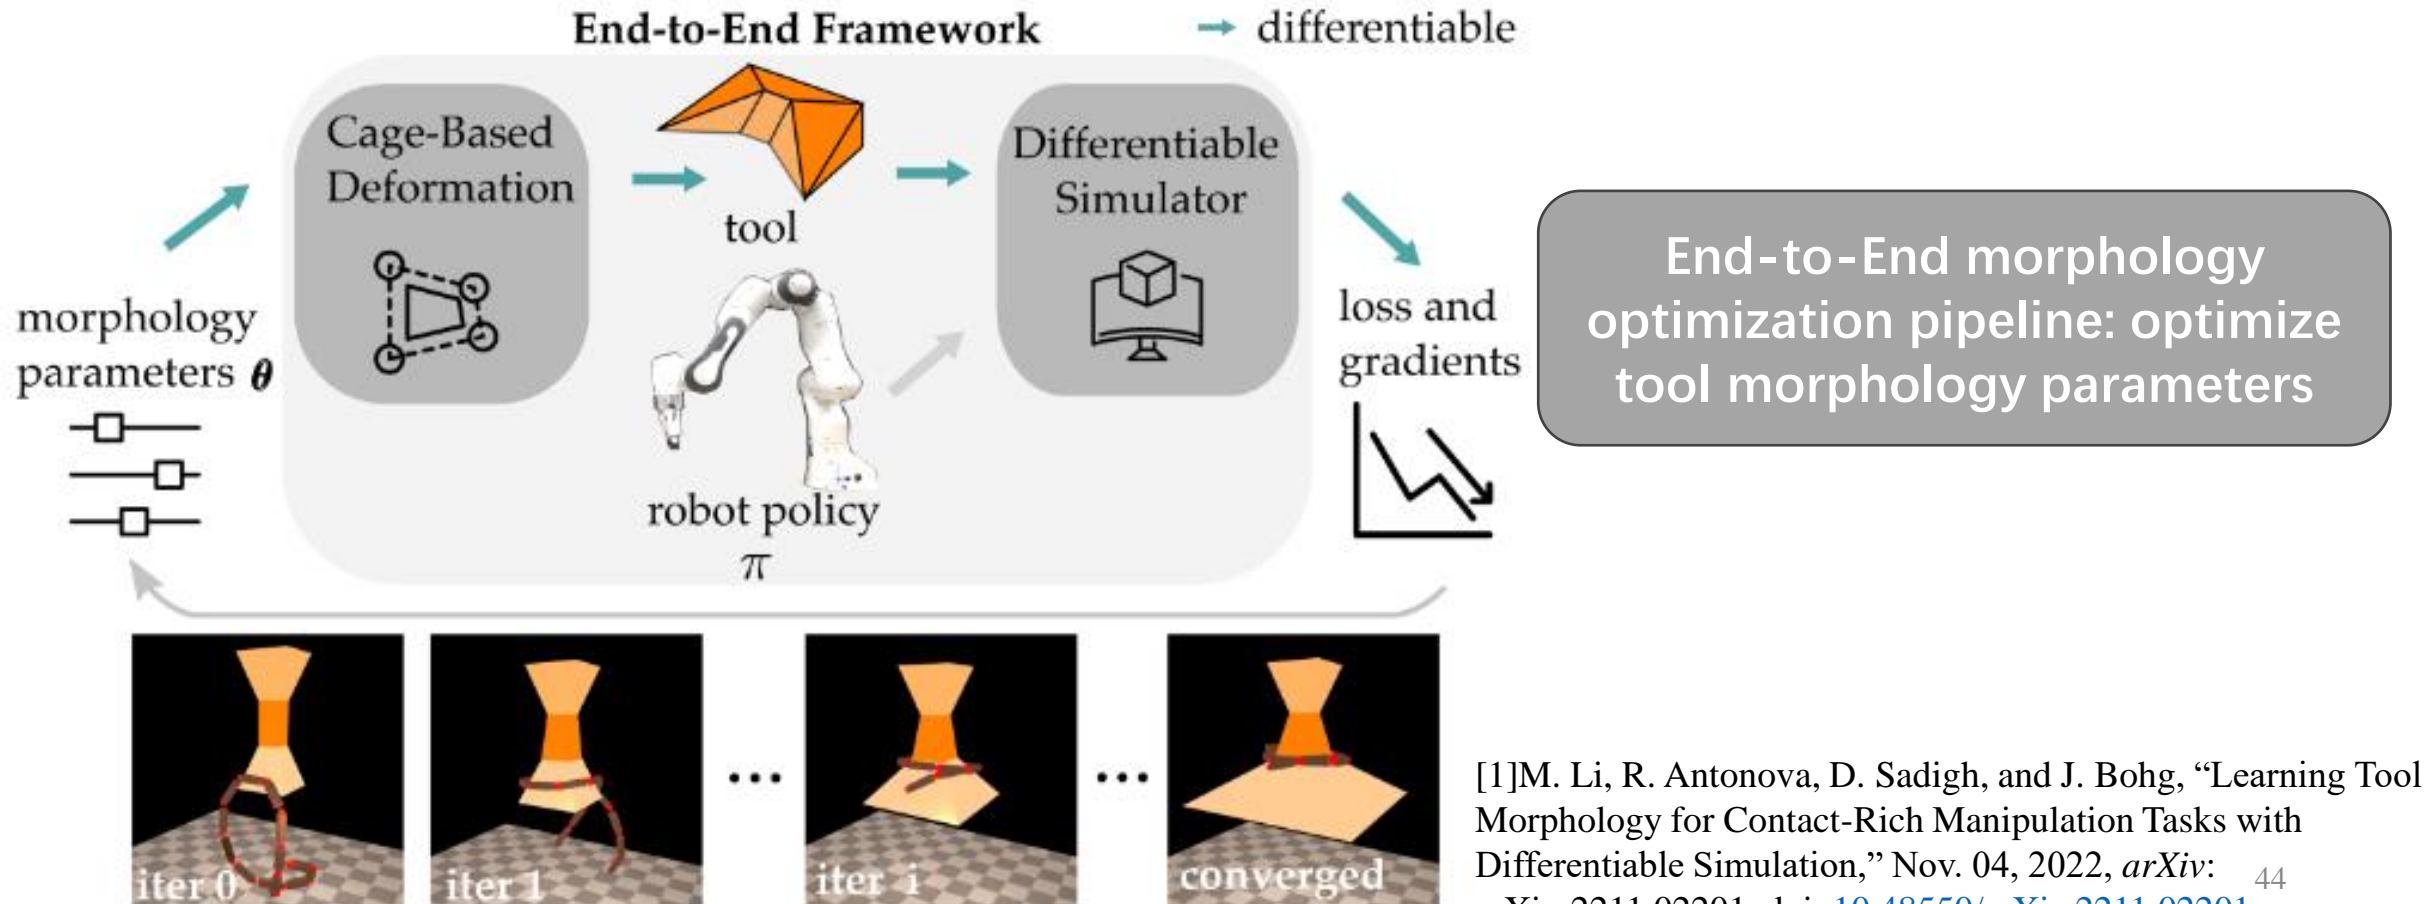 End-to-End Framework
differentiable
Cage-Based
Deformation
tool
Differentiable
Simulator
morphology
parameters θ
robot policy
π
loss and
gradients
End-to-End morphology
optimization pipeline: optimize
tool morphology parameters
iter 0
iter 1
...
iter i
...
converged
[1]M. Li, R. Antonova, D. Sadigh, and J. Bohg, “Learning Tool
Morphology for Contact-Rich Manipulation Tasks with
Differentiable Simulation,” Nov. 04, 2022, arXiv:
44